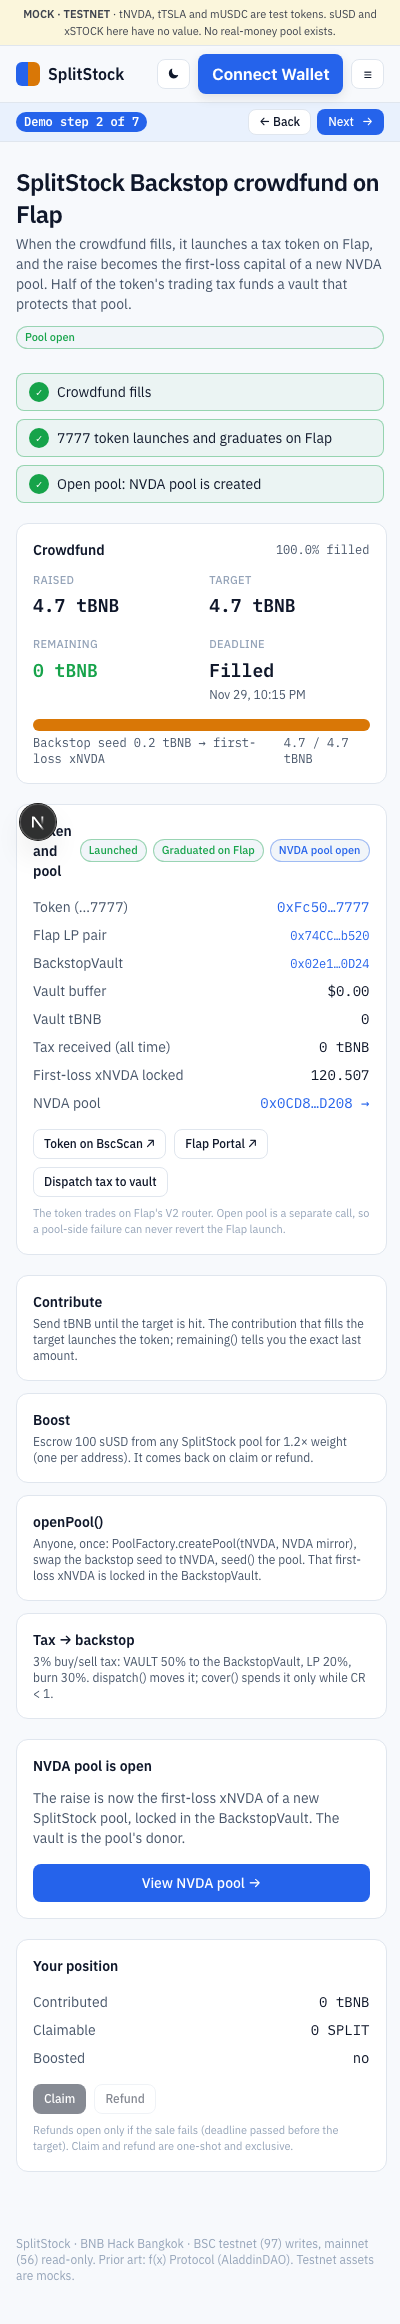 MOCK · TESTNET · tNVDA, tTSLA and mUSDC are test tokens. sUSD and
xSTOCK here have no value. No real-money pool exists.
SplitStock
Connect Wallet
≡
Demo step 2 of 7
← Back
Next →
SplitStock Backstop crowdfund on
Flap
When the crowdfund fills, it launches a tax token on Flap,
and the raise becomes the first-loss capital of a new NVDA
pool. Half of the token's trading tax funds a vault that
protects that pool.
Pool open
✓ Crowdfund fills
✓ 7777 token launches and graduates on Flap
✓ Open pool: NVDA pool is created
Crowdfund
100.0% filled
RAISED
4.7 tBNB
TARGET
4.7 tBNB
REMAINING
0 tBNB
DEADLINE
Filled
Nov 29, 10:15 PM
Backstop seed 0.2 tBNB → first-
loss xNVDA
4.7 / 4.7
tBNB
N
and
pool
Launched
Graduated on Flap
NVDA pool open
Token (…7777) 0xFc50…7777
Flap LP pair 0x74CC…b520
BackstopVault 0x02e1…0D24
Vault buffer $0.00
Vault tBNB 0
Tax received (all time) 0 tBNB
First-loss xNVDA locked 120.507
NVDA pool 0x0CD8…D208 →
Token on BscScan ↗
Flap Portal ↗
Dispatch tax to vault
The token trades on Flap's V2 router. Open pool is a separate call, so
a pool-side failure can never revert the Flap launch.
Contribute
Send tBNB until the target is hit. The contribution that fills the
target launches the token; remaining() tells you the exact last
amount.
Boost
Escrow 100 sUSD from any SplitStock pool for 1.2× weight
(one per address). It comes back on claim or refund.
openPool()
Anyone, once: PoolFactory.createPool(tNVDA, NVDA mirror),
swap the backstop seed to tNVDA, seed() the pool. That first-
loss xNVDA is locked in the BackstopVault.
Tax → backstop
3% buy/sell tax: VAULT 50% to the BackstopVault, LP 20%,
burn 30%. dispatch() moves it; cover() spends it only while CR
< 1.
NVDA pool is open
The raise is now the first-loss xNVDA of a new
SplitStock pool, locked in the BackstopVault. The
vault is the pool's donor.
View NVDA pool →
Your position
Contributed 0 tBNB
Claimable 0 SPLIT
Boosted no
Claim
Refund
Refunds open only if the sale fails (deadline passed before the
target). Claim and refund are one-shot and exclusive.
SplitStock · BNB Hack Bangkok · BSC testnet (97) writes, mainnet
(56) read-only. Prior art: f(x) Protocol (AladdinDAO). Testnet assets
are mocks.